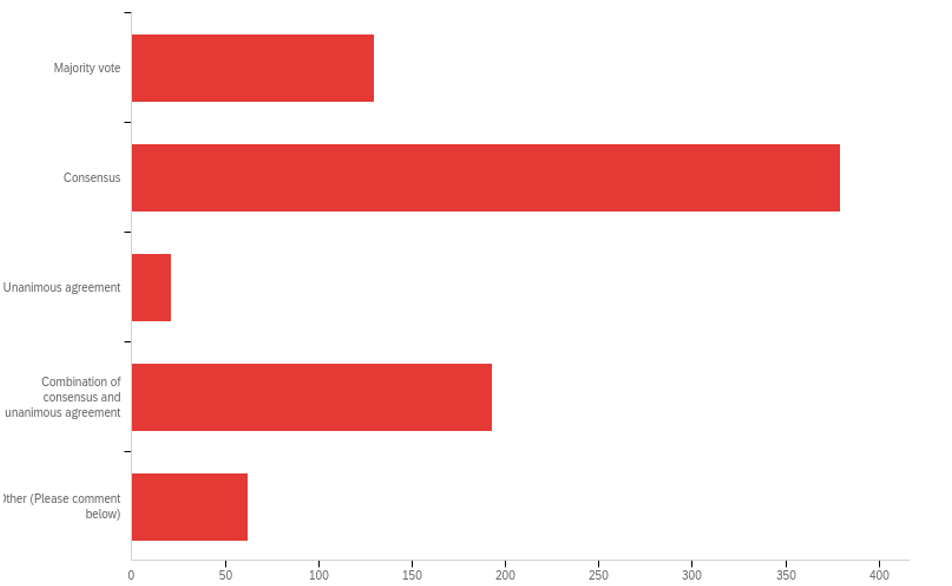 Majority vote
Consensus
Unanimous agreement
Combination of
consensus and
unanimous agreement
ther (Please comment
below)
0 50 100 150 200 250 300 350 400